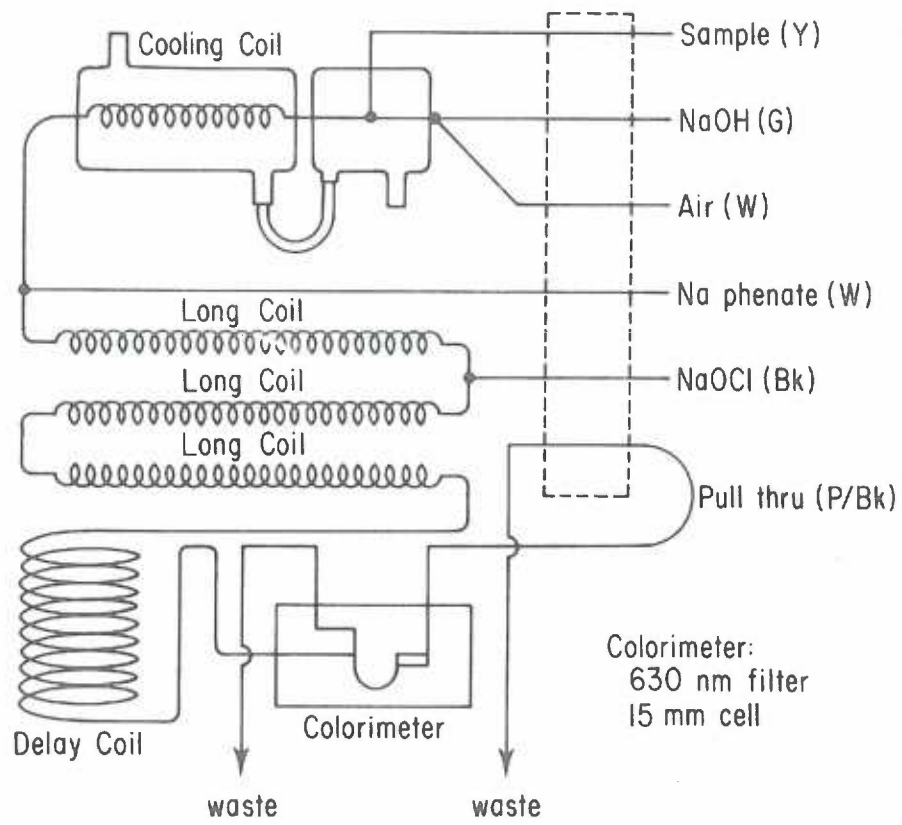 Cooling Coil
Sample (Y)
NaOH (G)
Air (W)
Na phenate (W)
Long Coil
NaOCl (Bk)
Long Coil
Long Coil
Pull thru (P/Bk)
Colorimeter:
630 nm filter
15 mm cell
Colorimeter
Delay Coil
waste
waste